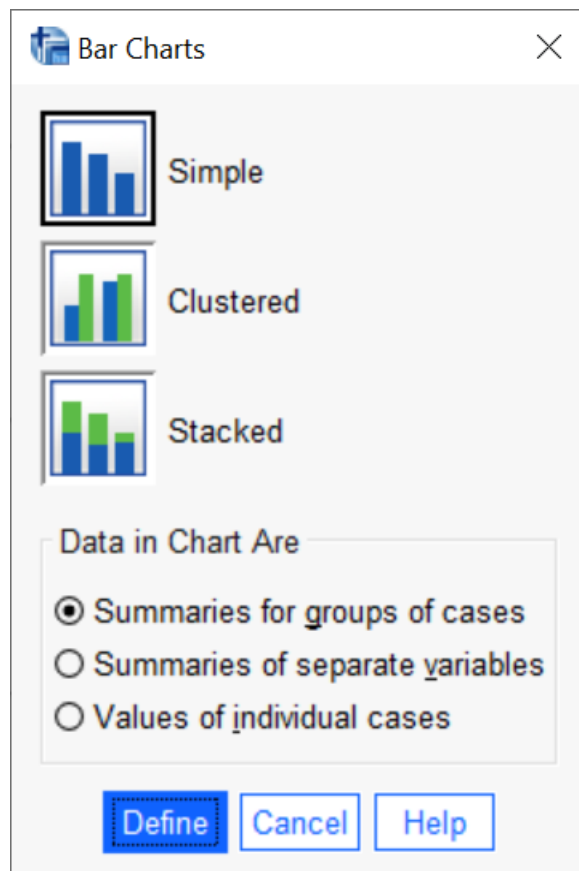 Bar Charts
Simple
Clustered
Stacked
Data in Chart Are
Summaries for groups of cases
Summaries of separate variables
Values of individual cases
Define Cancel Help